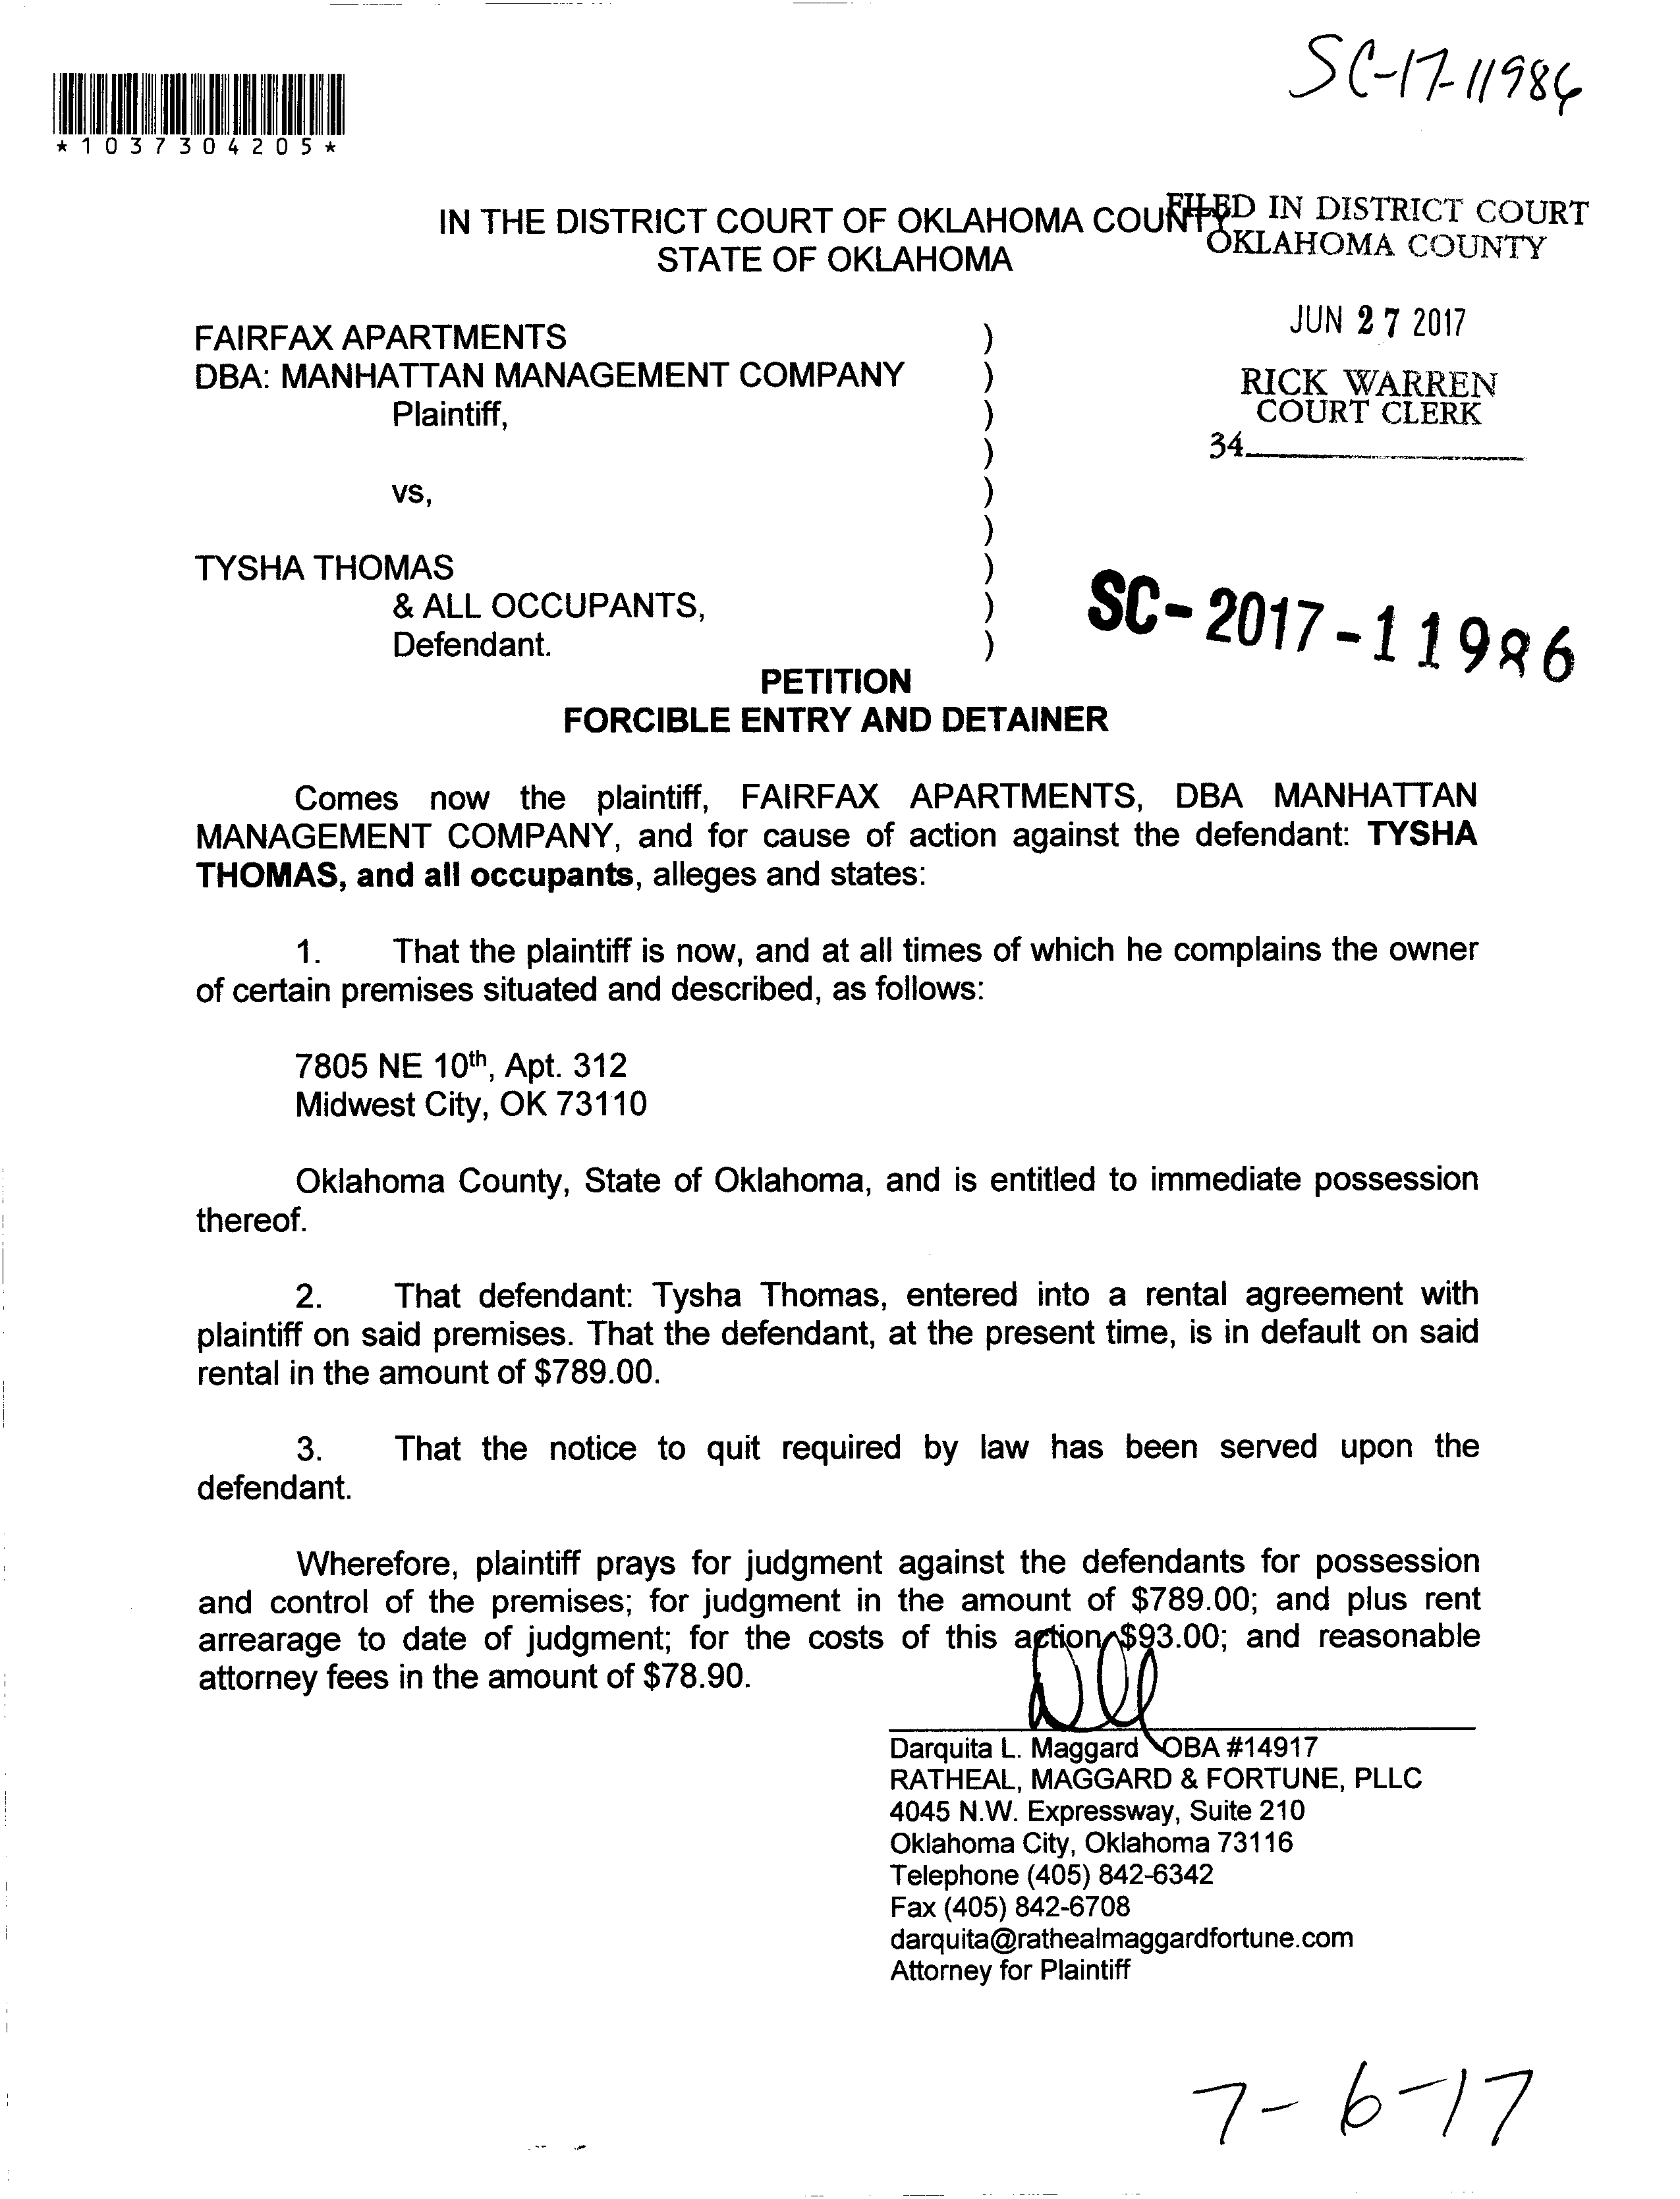 SC-17-11986
*1037304205*
IN THE DISTRICT COURT OF OKLAHOMA COUNTY
STATE OF OKLAHOMA
FILED IN DISTRICT COURT
OKLAHOMA COUNTY
JUN 27 2017
RICK WARREN
COURT CLERK
34
FAIRFAX APARTMENTS )
DBA: MANHATTAN MANAGEMENT COMPANY )
Plaintiff, )
)
vs, )
)
TYSHA THOMAS )
& ALL OCCUPANTS, )
Defendant. )
SC-2017-11986
PETITION
FORCIBLE ENTRY AND DETAINER
Comes now the plaintiff, FAIRFAX APARTMENTS, DBA MANHATTAN
MANAGEMENT COMPANY, and for cause of action against the defendant: TYSHA
THOMAS, and all occupants, alleges and states:
1. That the plaintiff is now, and at all times of which he complains the owner
of certain premises situated and described, as follows:
7805 NE 10th, Apt. 312
Midwest City, OK 73110
Oklahoma County, State of Oklahoma, and is entitled to immediate possession
thereof.
2. That defendant: Tysha Thomas, entered into a rental agreement with
plaintiff on said premises. That the defendant, at the present time, is in default on said
rental in the amount of $789.00.
3. That the notice to quit required by law has been served upon the
defendant.
Wherefore, plaintiff prays for judgment against the defendants for possession
and control of the premises; for judgment in the amount of $789.00; and plus rent
arrearage to date of judgment; for the costs of this action $93.00; and reasonable
attorney fees in the amount of $78.90.
Darquita L. Maggard OBA #14917
RATHEAL, MAGGARD & FORTUNE, PLLC
4045 N.W. Expressway, Suite 210
Oklahoma City, Oklahoma 73116
Telephone (405) 842-6342
Fax (405) 842-6708
darquita@rathealmaggardfortune.com
Attorney for Plaintiff
7-6-17